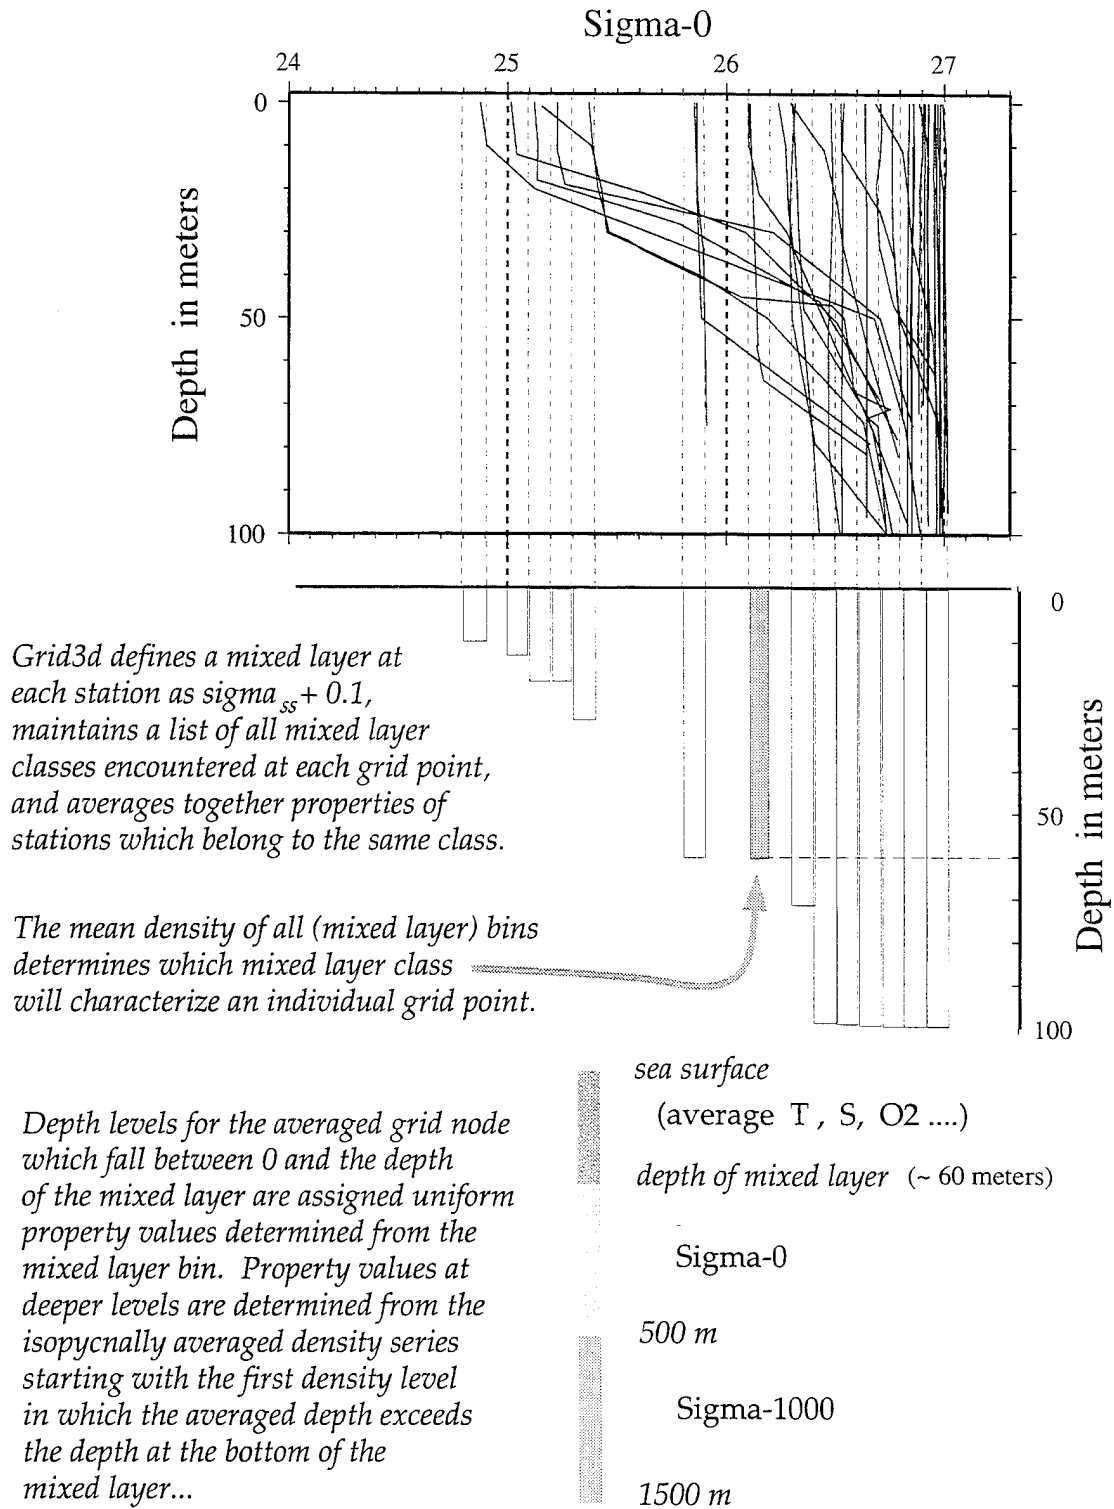 Sigma-0
24 25 26 27
0
50
100
Depth in meters
0
50
100
Depth in meters
Grid3d defines a mixed layer at
each station as sigma ss + 0.1,
maintains a list of all mixed layer
classes encountered at each grid point,
and averages together properties of
stations which belong to the same class.
The mean density of all (mixed layer) bins
determines which mixed layer class
will characterize an individual grid point.
Depth levels for the averaged grid node
which fall between 0 and the depth
of the mixed layer are assigned uniform
property values determined from the
mixed layer bin. Property values at
deeper levels are determined from the
isopycnally averaged density series
starting with the first density level
in which the averaged depth exceeds
the depth at the bottom of the
mixed layer...
sea surface
(average T , S, O2 ....)
depth of mixed layer (~ 60 meters)
Sigma-0
500 m
Sigma-1000
1500 m